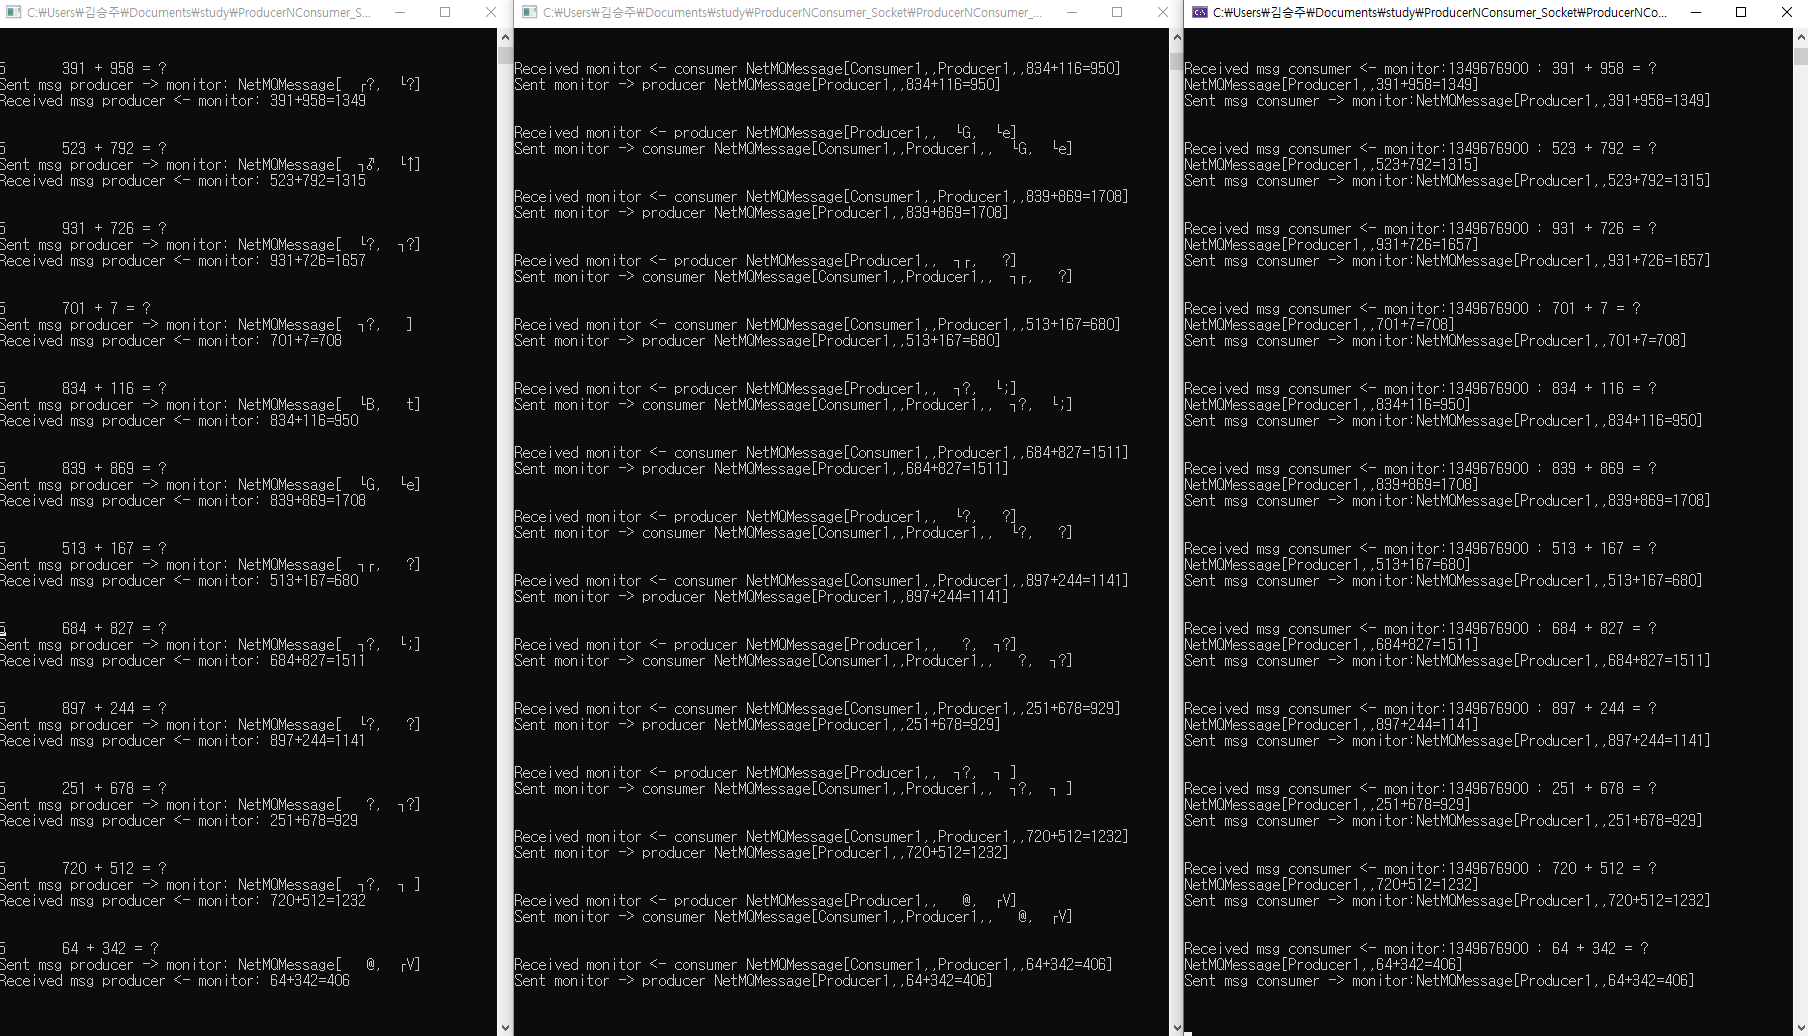 C:₩Users₩김승주₩Documents₩study₩ProducerNConsumer_S...
5       391 + 958 = ?
Sent msg producer -> monitor: NetMQMessage[  ┌?,  └?]
Received msg producer <- monitor: 391+958=1349
5       523 + 792 = ?
Sent msg producer -> monitor: NetMQMessage[  ┐♂,  └↑]
Received msg producer <- monitor: 523+792=1315
5       931 + 726 = ?
Sent msg producer -> monitor: NetMQMessage[  └?,  ┐?]
Received msg producer <- monitor: 931+726=1657
5       701 + 7 = ?
Sent msg producer -> monitor: NetMQMessage[  ┐?,   ]
Received msg producer <- monitor: 701+7=708
5       834 + 116 = ?
Sent msg producer -> monitor: NetMQMessage[  └B,   t]
Received msg producer <- monitor: 834+116=950
5       839 + 869 = ?
Sent msg producer -> monitor: NetMQMessage[  └G,  └e]
Received msg producer <- monitor: 839+869=1708
5       513 + 167 = ?
Sent msg producer -> monitor: NetMQMessage[  ┐┌,   ?]
Received msg producer <- monitor: 513+167=680
5       684 + 827 = ?
Sent msg producer -> monitor: NetMQMessage[  ┐?,  └;]
Received msg producer <- monitor: 684+827=1511
5       897 + 244 = ?
Sent msg producer -> monitor: NetMQMessage[  └?,   ?]
Received msg producer <- monitor: 897+244=1141
5       251 + 678 = ?
Sent msg producer -> monitor: NetMQMessage[   ?,  ┐?]
Received msg producer <- monitor: 251+678=929
5       720 + 512 = ?
Sent msg producer -> monitor: NetMQMessage[  ┐?,  ┐ ]
Received msg producer <- monitor: 720+512=1232
5       64 + 342 = ?
Sent msg producer -> monitor: NetMQMessage[   @,  ┌V]
Received msg producer <- monitor: 64+342=406
C:₩Users₩김승주₩Documents₩study₩ProducerNConsumer_Socket₩ProducerNConsumer_...
Received monitor <- consumer NetMQMessage[Consumer1,,Producer1,,834+116=950]
Sent monitor -> producer NetMQMessage[Producer1,,834+116=950]
Received monitor <- producer NetMQMessage[Producer1,,  └G,  └e]
Sent monitor -> consumer NetMQMessage[Consumer1,,Producer1,,  └G,  └e]
Received monitor <- consumer NetMQMessage[Consumer1,,Producer1,,839+869=1708]
Sent monitor -> producer NetMQMessage[Producer1,,839+869=1708]
Received monitor <- producer NetMQMessage[Producer1,,  ┐┌,   ?]
Sent monitor -> consumer NetMQMessage[Consumer1,,Producer1,,  ┐┌,   ?]
Received monitor <- consumer NetMQMessage[Consumer1,,Producer1,,513+167=680]
Sent monitor -> producer NetMQMessage[Producer1,,513+167=680]
Received monitor <- producer NetMQMessage[Producer1,,  ┐?,  └;]
Sent monitor -> consumer NetMQMessage[Consumer1,,Producer1,,  ┐?,  └;]
Received monitor <- consumer NetMQMessage[Consumer1,,Producer1,,684+827=1511]
Sent monitor -> producer NetMQMessage[Producer1,,684+827=1511]
Received monitor <- producer NetMQMessage[Producer1,,  └?,   ?]
Sent monitor -> consumer NetMQMessage[Consumer1,,Producer1,,  └?,   ?]
Received monitor <- consumer NetMQMessage[Consumer1,,Producer1,,897+244=1141]
Sent monitor -> producer NetMQMessage[Producer1,,897+244=1141]
Received monitor <- producer NetMQMessage[Producer1,,   ?,  ┐?]
Sent monitor -> consumer NetMQMessage[Consumer1,,Producer1,,   ?,  ┐?]
Received monitor <- consumer NetMQMessage[Consumer1,,Producer1,,251+678=929]
Sent monitor -> producer NetMQMessage[Producer1,,251+678=929]
Received monitor <- producer NetMQMessage[Producer1,,  ┐?,  ┐ ]
Sent monitor -> consumer NetMQMessage[Consumer1,,Producer1,,  ┐?,  ┐ ]
Received monitor <- consumer NetMQMessage[Consumer1,,Producer1,,720+512=1232]
Sent monitor -> producer NetMQMessage[Producer1,,720+512=1232]
Received monitor <- producer NetMQMessage[Producer1,,   @,  ┌V]
Sent monitor -> consumer NetMQMessage[Consumer1,,Producer1,,   @,  ┌V]
Received monitor <- consumer NetMQMessage[Consumer1,,Producer1,,64+342=406]
Sent monitor -> producer NetMQMessage[Producer1,,64+342=406]
C:₩Users₩김승주₩Documents₩study₩ProducerNConsumer_Socket₩ProducerNCo...
Received msg consumer <- monitor:1349676900 : 391 + 958 = ?
NetMQMessage[Producer1,,391+958=1349]
Sent msg consumer -> monitor:NetMQMessage[Producer1,,391+958=1349]
Received msg consumer <- monitor:1349676900 : 523 + 792 = ?
NetMQMessage[Producer1,,523+792=1315]
Sent msg consumer -> monitor:NetMQMessage[Producer1,,523+792=1315]
Received msg consumer <- monitor:1349676900 : 931 + 726 = ?
NetMQMessage[Producer1,,931+726=1657]
Sent msg consumer -> monitor:NetMQMessage[Producer1,,931+726=1657]
Received msg consumer <- monitor:1349676900 : 701 + 7 = ?
NetMQMessage[Producer1,,701+7=708]
Sent msg consumer -> monitor:NetMQMessage[Producer1,,701+7=708]
Received msg consumer <- monitor:1349676900 : 834 + 116 = ?
NetMQMessage[Producer1,,834+116=950]
Sent msg consumer -> monitor:NetMQMessage[Producer1,,834+116=950]
Received msg consumer <- monitor:1349676900 : 839 + 869 = ?
NetMQMessage[Producer1,,839+869=1708]
Sent msg consumer -> monitor:NetMQMessage[Producer1,,839+869=1708]
Received msg consumer <- monitor:1349676900 : 513 + 167 = ?
NetMQMessage[Producer1,,513+167=680]
Sent msg consumer -> monitor:NetMQMessage[Producer1,,513+167=680]
Received msg consumer <- monitor:1349676900 : 684 + 827 = ?
NetMQMessage[Producer1,,684+827=1511]
Sent msg consumer -> monitor:NetMQMessage[Producer1,,684+827=1511]
Received msg consumer <- monitor:1349676900 : 897 + 244 = ?
NetMQMessage[Producer1,,897+244=1141]
Sent msg consumer -> monitor:NetMQMessage[Producer1,,897+244=1141]
Received msg consumer <- monitor:1349676900 : 251 + 678 = ?
NetMQMessage[Producer1,,251+678=929]
Sent msg consumer -> monitor:NetMQMessage[Producer1,,251+678=929]
Received msg consumer <- monitor:1349676900 : 720 + 512 = ?
NetMQMessage[Producer1,,720+512=1232]
Sent msg consumer -> monitor:NetMQMessage[Producer1,,720+512=1232]
Received msg consumer <- monitor:1349676900 : 64 + 342 = ?
NetMQMessage[Producer1,,64+342=406]
Sent msg consumer -> monitor:NetMQMessage[Producer1,,64+342=406]